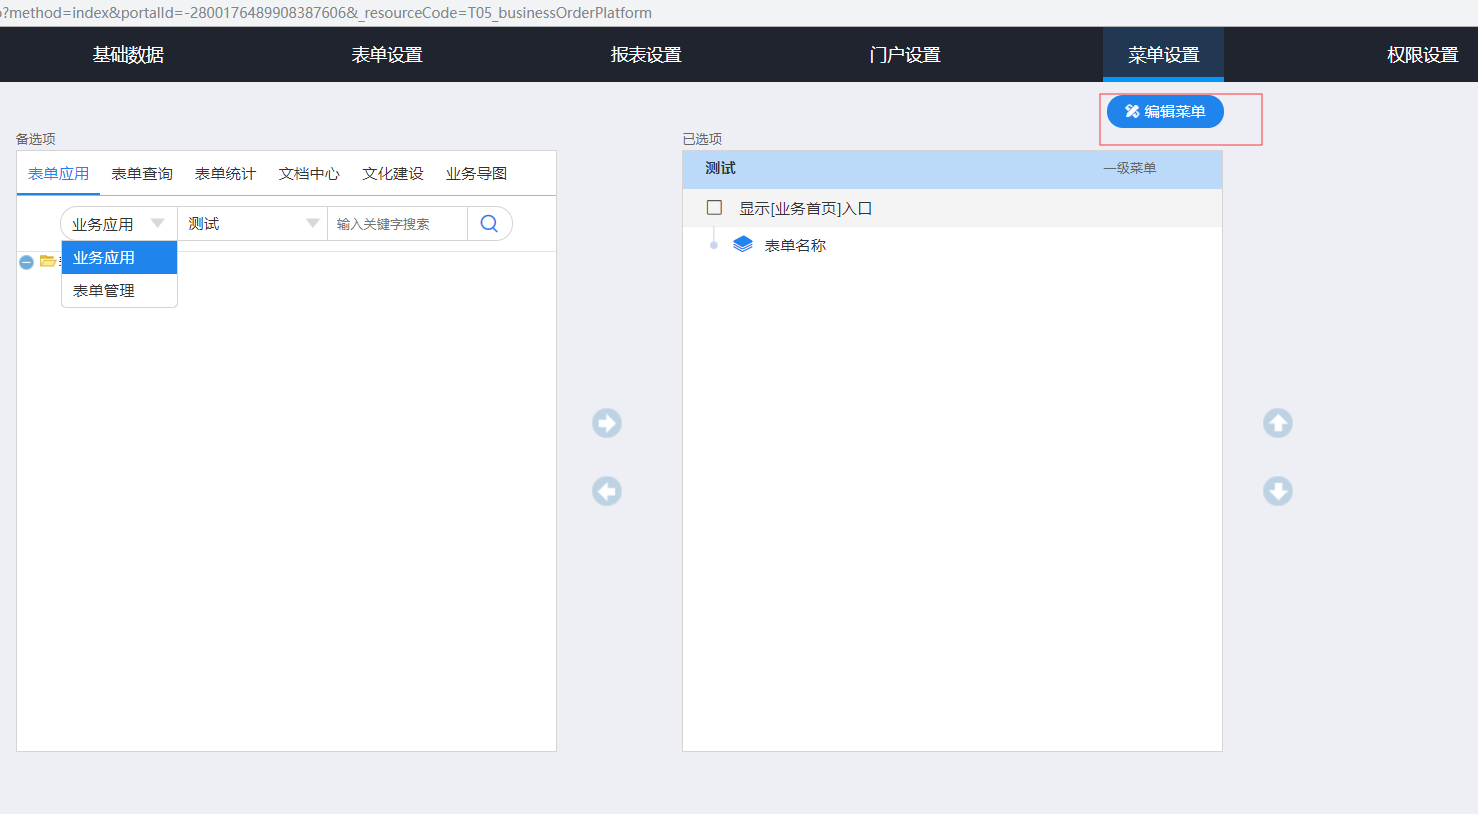 o?method=index&portalId=-2800176489908387606&_resourceCode=T05_businessOrderPlatform
基础数据 表单设置 报表设置 门户设置 菜单设置 权限设置
编辑菜单
备选项
表单应用 表单查询 表单统计 文档中心 文化建设 业务导图
业务应用 测试 输入关键字搜索
业务应用
表单管理
已选项
测试 一级菜单
显示[业务首页]入口
表单名称